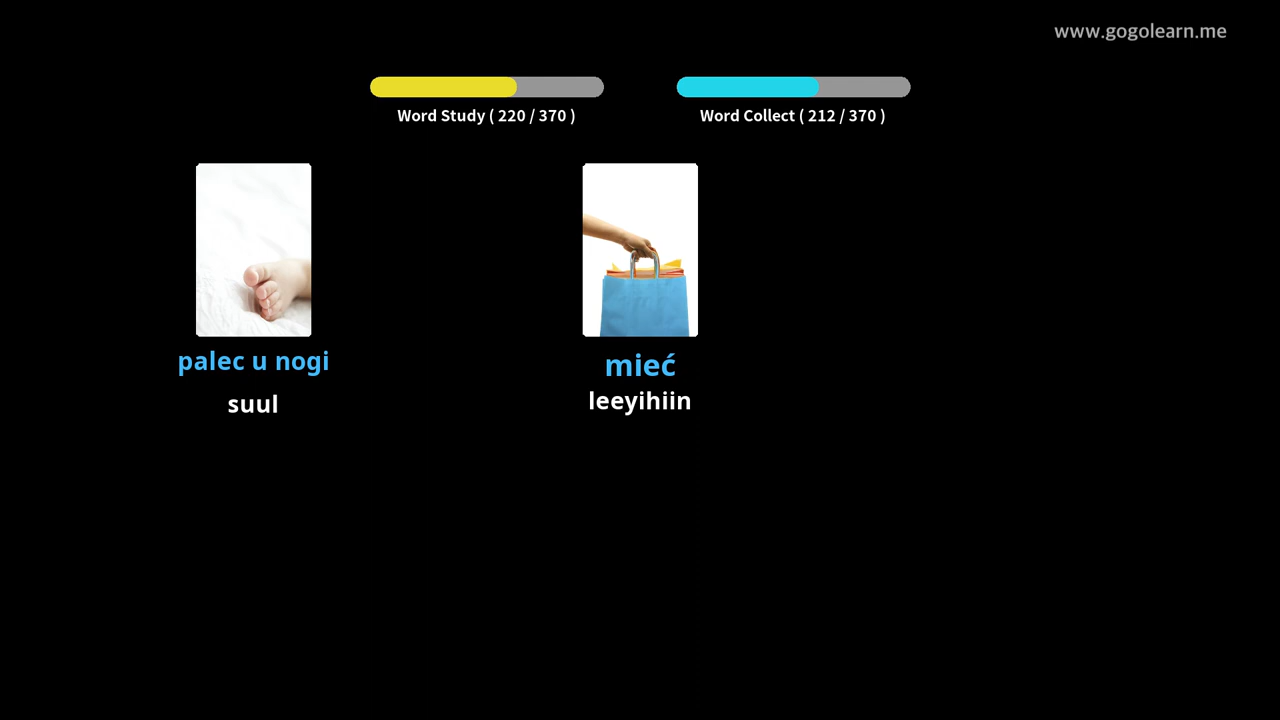 www.gogolearn.me
Word Study ( 220 / 370 )
Word Collect ( 212 / 370 )
palec u nogi
suul
mieć
leeyihiin